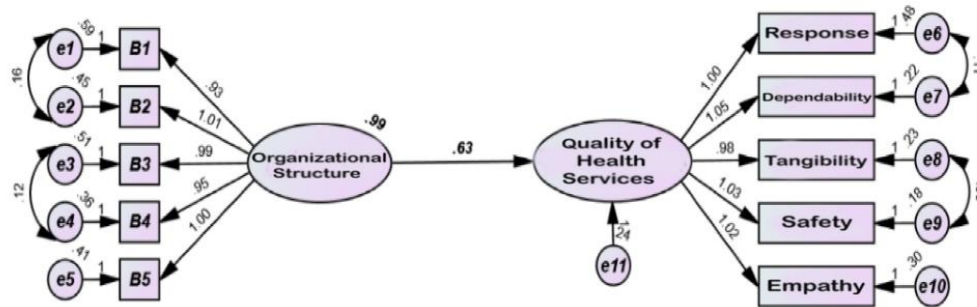 .59
e1
1
B1
.93
.16
.45
e2
1
B2
1.01
.51
e3
1
B3
.99
.12
.36
e4
1
B4
.95
.41
e5
1
B5
1.00
Organizational
Structure
.99
.63
Quality of
Health
Services
.24
e11
1.00
Response
1
.48
e6
1.05
Dependability
1
.22
e7
.98
Tangibility
1
.23
e8
1.03
Safety
1
.18
e9
1.02
Empathy
1
.30
e10